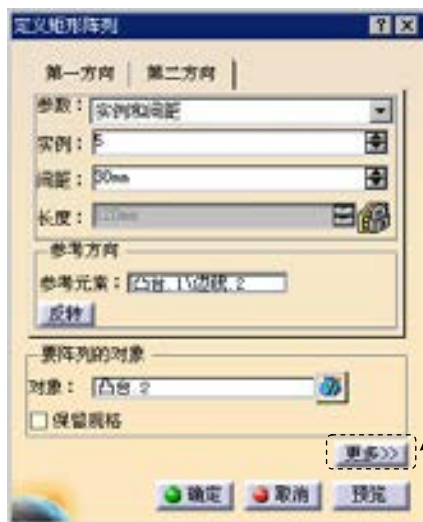 定义矩形阵列
第一方向 第二方向
参数： 实例和间距
实例： 5
间距： 30mm
长度： 120mm
参考方向
参考元素： 凸台.1\边线.2
反转
要阵列的对象
对象： 凸台.2
保留规格
更多>>
确定 取消 预览